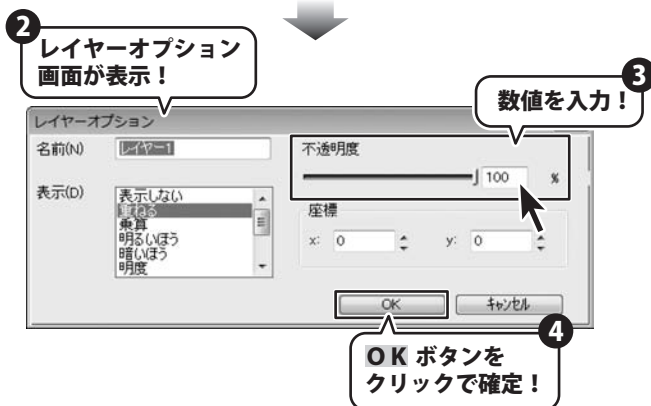 2
レイヤーオプション
画面が表示！
3
数値を入力！
レイヤーオプション
名前(N) レイヤー1
不透明度
100 %
表示(D)
表示しない
重ねる
乗算
明るいほう
暗いほう
明度
座標
x: 0 y: 0
OK キャンセル
4
OK ボタンを
クリックで確定！